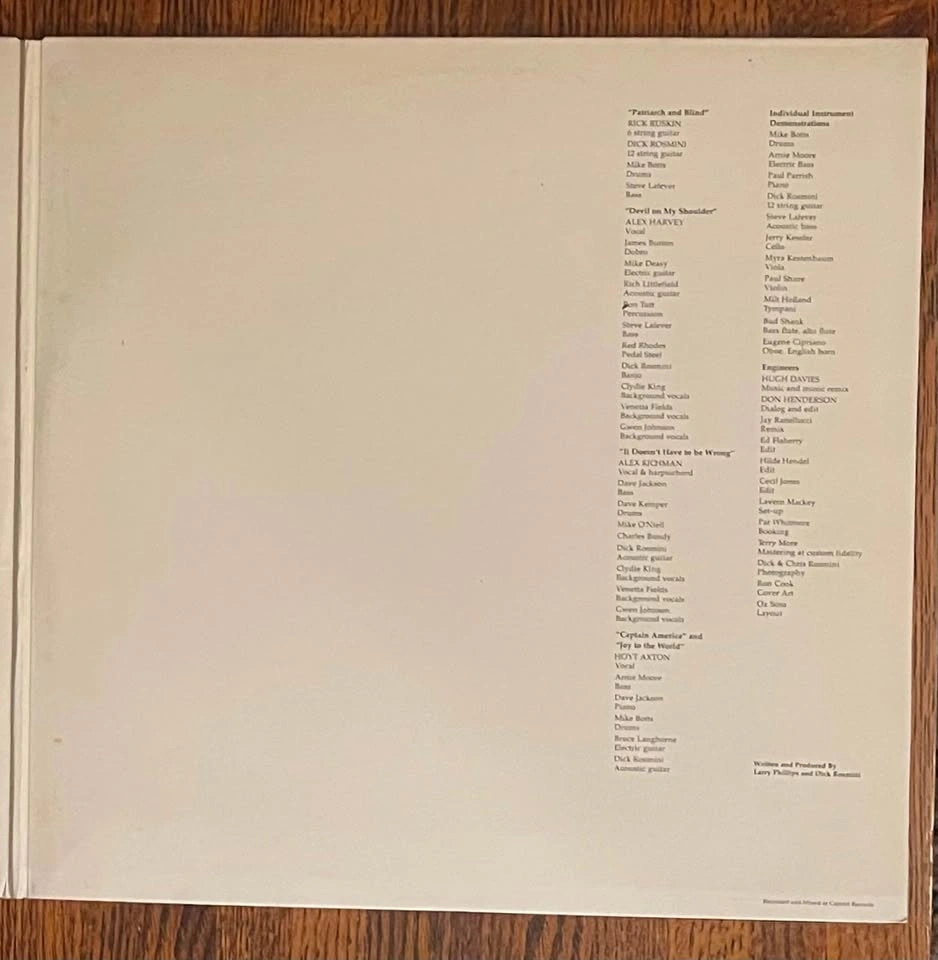 "Patriarch and Blind"
RICK RUSKIN
6 string guitar
DICK ROSMINI
12 string guitar
Mike Botts
Drums
Steve Lafever
Bass
"Devil on My Shoulder"
ALEX HARVEY
Vocal
James Burton
Dobro
Mike Deasy
Electric guitar
Rich Littlefield
Acoustic guitar
Ron Tutt
Percussion
Steve Lafever
Bass
Red Rhodes
Pedal Steel
Dick Rosmini
Banjo
Clydie King
Background vocals
Venetta Fields
Background vocals
Gwen Johnson
Background vocals
"It Doesn't Have to be Wrong"
ALEX RICHMAN
Vocal & harpsichord
Dave Jackson
Bass
Dave Kemper
Drums
Mike O'Neill
Charles Bundy
Dick Rosmini
Acoustic guitar
Clydie King
Background vocals
Venetta Fields
Background vocals
Gwen Johnson
Background vocals
"Captain America" and
"Joy to the World"
HOYT AXTON
Vocal
Arnie Moore
Bass
Dave Jackson
Piano
Mike Botts
Drums
Bruce Langhorne
Electric guitar
Dick Rosmini
Acoustic guitar
Individual Instrument
Demonstrations
Mike Botts
Drums
Arnie Moore
Electric Bass
Paul Parrish
Piano
Dick Rosmini
12 string guitar
Steve Lafever
Acoustic bass
Jerry Kessler
Cello
Myra Kestenbaum
Viola
Paul Shure
Violin
Milt Holland
Tympani
Bud Shank
Bass flute, alto flute
Eugene Cipriano
Oboe, English horn
Engineers
HUGH DAVIES
Music and music remix
DON HENDERSON
Dialog and edit
Jay Ranellucci
Remix
Ed Flaherty
Edit
Hilde Hendel
Edit
Cecil Jones
Edit
Lavern Mackey
Set-up
Pat Whitmore
Booking
Terry More
Mastering at custom fidelity
Dick & Chris Rosmini
Photography
Ron Cook
Cover Art
Oz
Layout
Written and Produced By
Larry Phillips and Dick Rosmini
Recorded and Mixed at Capitol Records